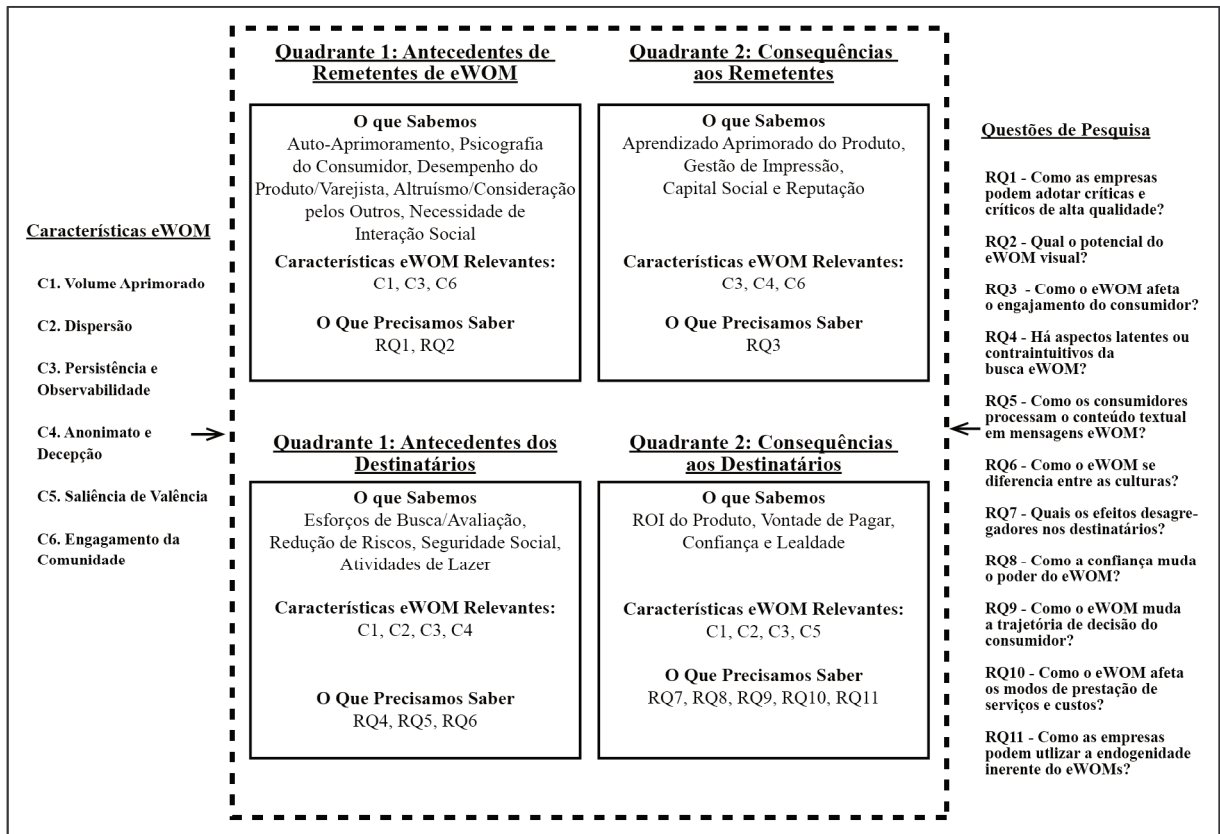 Características eWOM
C1. Volume Aprimorado
C2. Dispersão
C3. Persistência e
Observabilidade
C4. Anonimato e
Decepção
C5. Saliência de Valência
C6. Engagamento da
Comunidade
Quadrante 1: Antecedentes de
Remetentes de eWOM
O que Sabemos
Auto-Aprimoramento, Psicografia
do Consumidor, Desempenho do
Produto/Varejista, Altruísmo/Consideração
pelos Outros, Necessidade de
Interação Social
Características eWOM Relevantes:
C1, C3, C6
O Que Precisamos Saber
RQ1, RQ2
Quadrante 2: Consequências
aos Remetentes
O que Sabemos
Aprendizado Aprimorado do Produto,
Gestão de Impressão,
Capital Social e Reputação
Características eWOM Relevantes:
C3, C4, C6
O Que Precisamos Saber
RQ3
Quadrante 1: Antecedentes dos
Destinatários
O que Sabemos
Esforços de Busca/Avaliação,
Redução de Riscos, Seguridade Social,
Atividades de Lazer
Características eWOM Relevantes:
C1, C2, C3, C4
O Que Precisamos Saber
RQ4, RQ5, RQ6
Quadrante 2: Consequências
aos Destinatários
O que Sabemos
ROI do Produto, Vontade de Pagar,
Confiança e Lealdade
Características eWOM Relevantes:
C1, C2, C3, C5
O Que Precisamos Saber
RQ7, RQ8, RQ9, RQ10, RQ11
Questões de Pesquisa
RQ1 - Como as empresas
podem adotar críticas e
críticos de alta qualidade?
RQ2 - Qual o potencial do
eWOM visual?
RQ3 - Como o eWOM afeta
o engajamento do consumidor?
RQ4 - Há aspectos latentes ou
contraintuitivos da
busca eWOM?
RQ5 - Como os consumidores
processam o conteúdo textual
em mensagens eWOM?
RQ6 - Como o eWOM se
diferencia entre as culturas?
RQ7 - Quais os efeitos desagre-
gadores nos destinatários?
RQ8 - Como a confiança muda
o poder do eWOM?
RQ9 - Como o eWOM muda
a trajetória de decisão do
consumidor?
RQ10 - Como o eWOM afeta
os modos de prestação de
serviços e custos?
RQ11 - Como as empresas
podem utlizar a endogenidade
inerente do eWOMs?